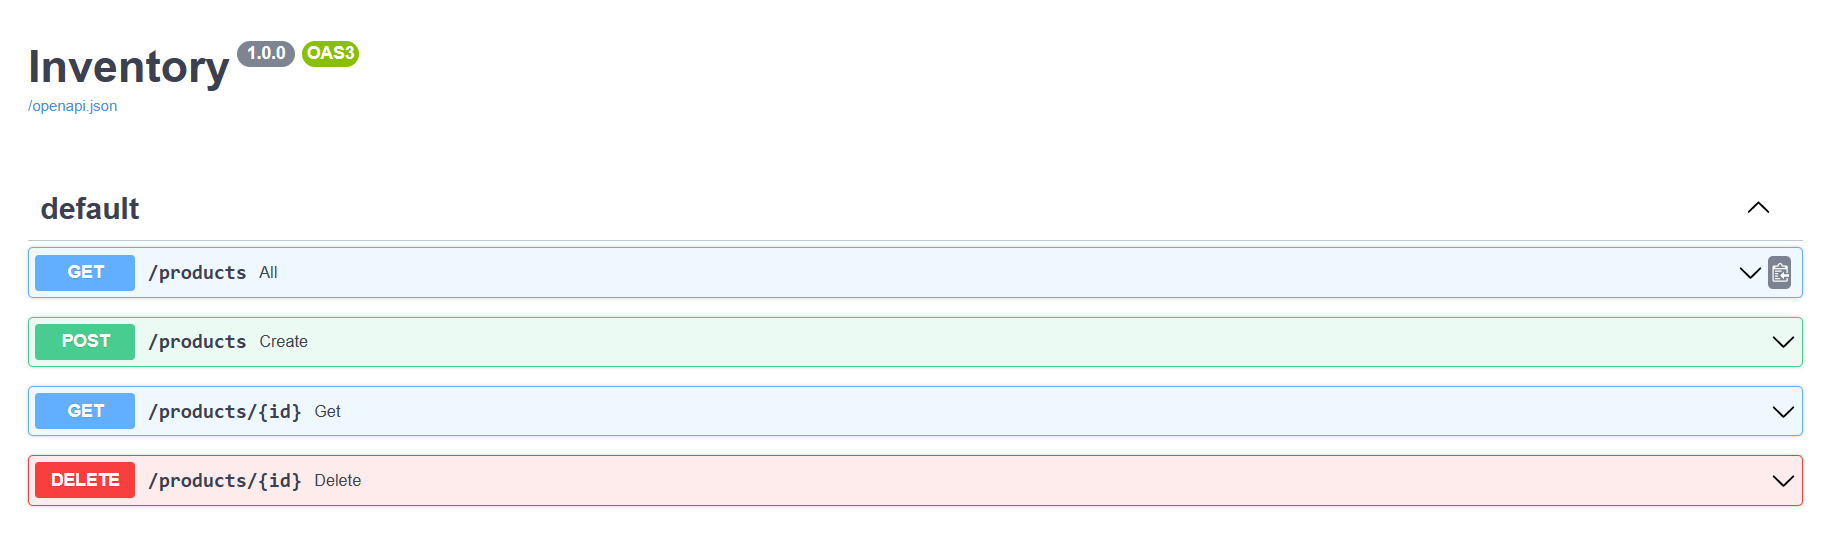 Inventory 1.0.0 OAS3
/openapi.json
default
GET /products All
POST /products Create
GET /products/{id} Get
DELETE /products/{id} Delete